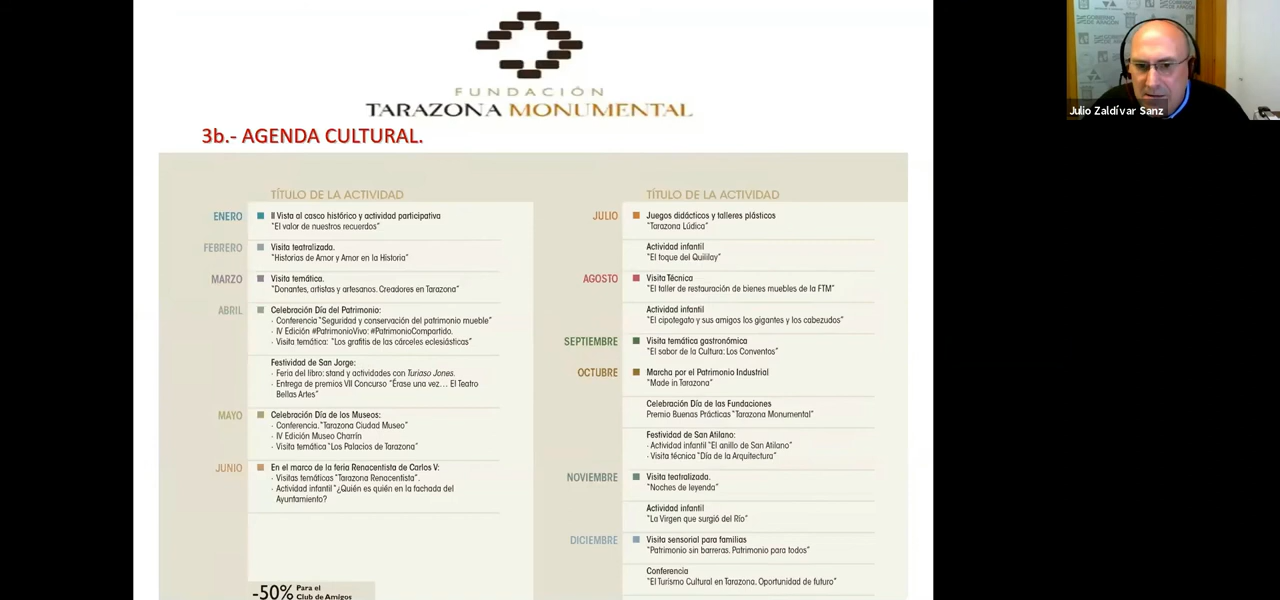 FUNDACIÓN
TARAZONA MONUMENTAL
3b.- AGENDA CULTURAL.
TÍTULO DE LA ACTIVIDAD
ENERO
II Vista al casco histórico y actividad participativa
"El valor de nuestros recuerdos"
FEBRERO
Visita teatralizada.
"Historias de Amor y Amor en la Historia"
MARZO
Visita temática.
"Donantes, artistas y artesanos. Creadores en Tarazona"
ABRIL
Celebración Día del Patrimonio:
· Conferencia "Seguridad y conservación del patrimonio mueble"
· IV Edición #PatrimonioVivo: #PatrimonioCompartido.
· Visita temática: "Los grafitis de las cárceles eclesiásticas"
Festividad de San Jorge:
· Feria del libro: stand y actividades con Turiaso Jones.
· Entrega de premios VII Concurso "Érase una vez... El Teatro
Bellas Artes"
MAYO
Celebración Día de los Museos:
· Conferencia. "Tarazona Ciudad Museo"
· IV Edición Museo Charrín
· Visita temática "Los Palacios de Tarazona"
JUNIO
En el marco de la feria Renacentista de Carlos V:
· Visitas temáticas "Tarazona Renacentista".
· Actividad infantil "¿Quién es quién en la fachada del
Ayuntamiento?
-50% Para el
Club de Amigos
TÍTULO DE LA ACTIVIDAD
JULIO
Juegos didácticos y talleres plásticos
"Tarazona Lúdica"
Actividad infantil
"El toque del Quililay"
AGOSTO
Visita Técnica
"El taller de restauración de bienes muebles de la FTM"
Actividad infantil
"El cipotegato y sus amigos los gigantes y los cabezudos"
SEPTIEMBRE
Visita temática gastronómica
"El sabor de la Cultura: Los Conventos"
OCTUBRE
Marcha por el Patrimonio Industrial
"Made in Tarazona"
Celebración Día de las Fundaciones
Premio Buenas Prácticas "Tarazona Monumental"
Festividad de San Atilano:
· Actividad infantil "El anillo de San Atilano"
· Visita técnica "Día de la Arquitectura"
NOVIEMBRE
Visita teatralizada.
"Noches de leyenda"
Actividad infantil
"La Virgen que surgió del Río"
DICIEMBRE
Visita sensorial para familias
"Patrimonio sin barreras. Patrimonio para todos"
Conferencia
"El Turismo Cultural en Tarazona. Oportunidad de futuro"
Julio Zaldívar Sanz